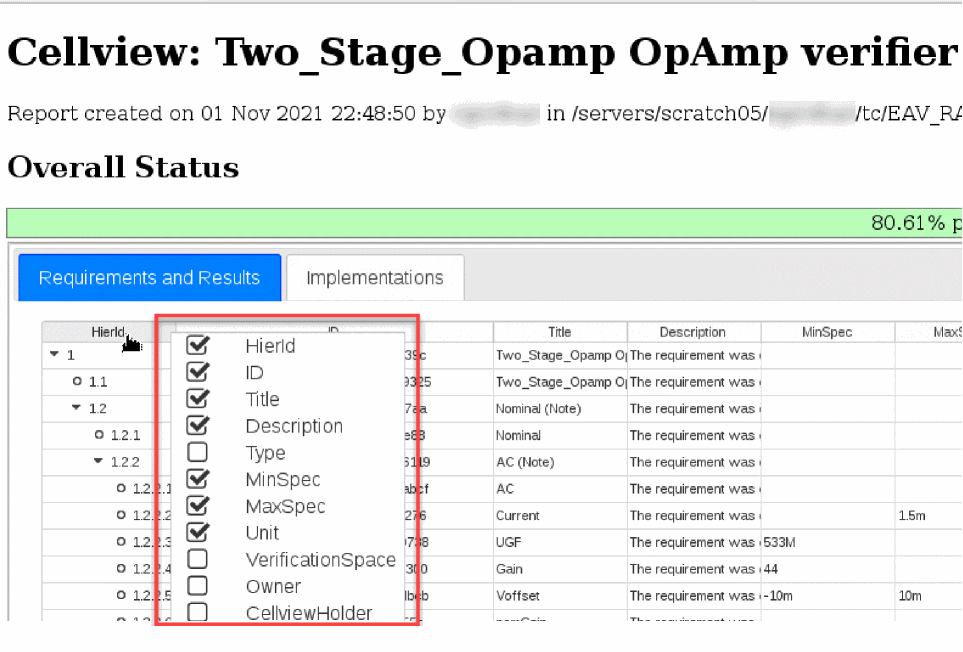 Cellview: Two_Stage_Opamp OpAmp verifier
Report created on 01 Nov 2021 22:48:50 by in /servers/scratch05/ /tc/EAV_RA
Overall Status
80.61% p
Requirements and Results Implementations
HierId ID Title Description MinSpec MaxS
1 39c Two_Stage_Opamp Op The requirement was
1.1 9325 Two_Stage_Opamp Op The requirement was
1.2 7aa Nominal (Note) The requirement was
1.2.1 e88 Nominal The requirement was
1.2.2 6119 AC (Note) The requirement was
1.2.2.1 abcf AC The requirement was
1.2.2.2 276 Current The requirement was 1.5m
1.2.2.3 0738 UGF The requirement was 533M
1.2.2.4 300 Gain The requirement was 44
1.2.2.5 Voffset The requirement was -10m 10m
HierId
ID
Title
Description
Type
MinSpec
MaxSpec
Unit
VerificationSpace
Owner
CellviewHolder